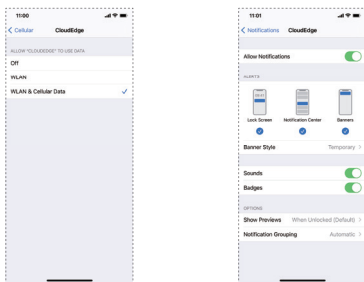 11:00
Cellular CloudEdge
ALLOW "CLOUDEDGE" TO USE DATA
Off
WLAN
WLAN & Cellular Data
11:01
Notifications CloudEdge
Allow Notifications
ALERTS
Lock Screen Notification Center Banners
Banner Style Temporary
Sounds
Badges
OPTIONS
Show Previews When Unlocked (Default)
Notification Grouping Automatic